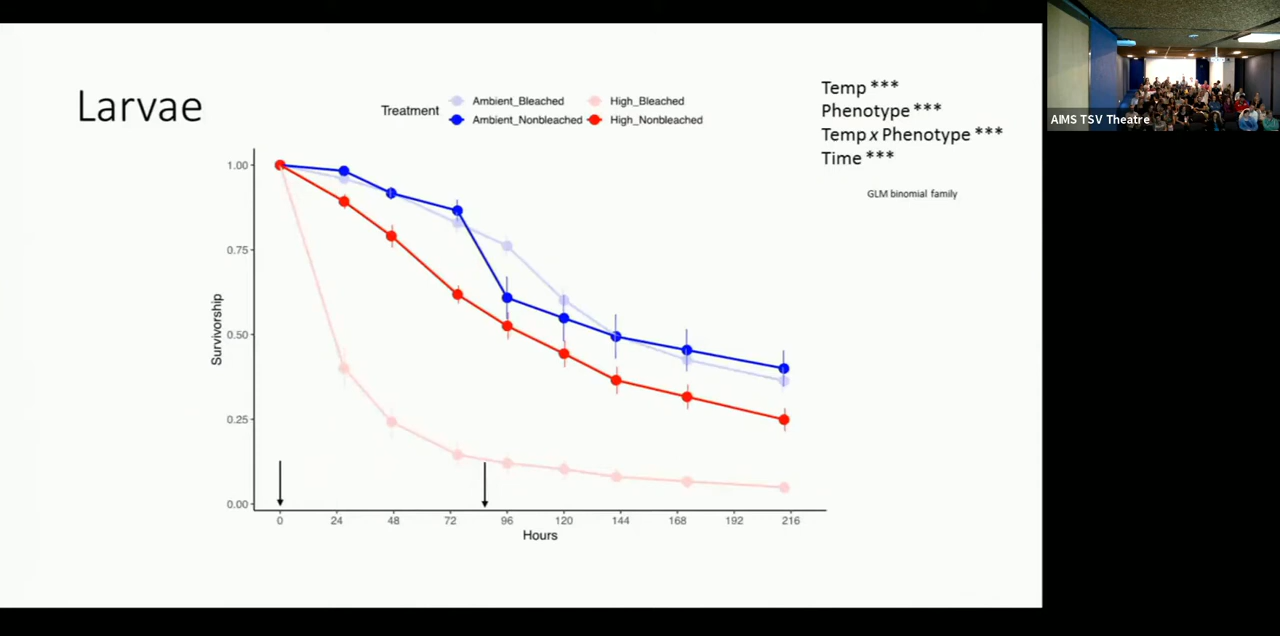 Larvae
Treatment
Ambient_Bleached
High_Bleached
Ambient_Nonbleached
High_Nonbleached
Temp ***
Phenotype ***
Temp x Phenotype ***
Time ***
GLM binomial family
AIMS TSV Theatre
Survivorship
1.00
0.75
0.50
0.25
0.00
0 24 48 72 96 120 144 168 192 216
Hours